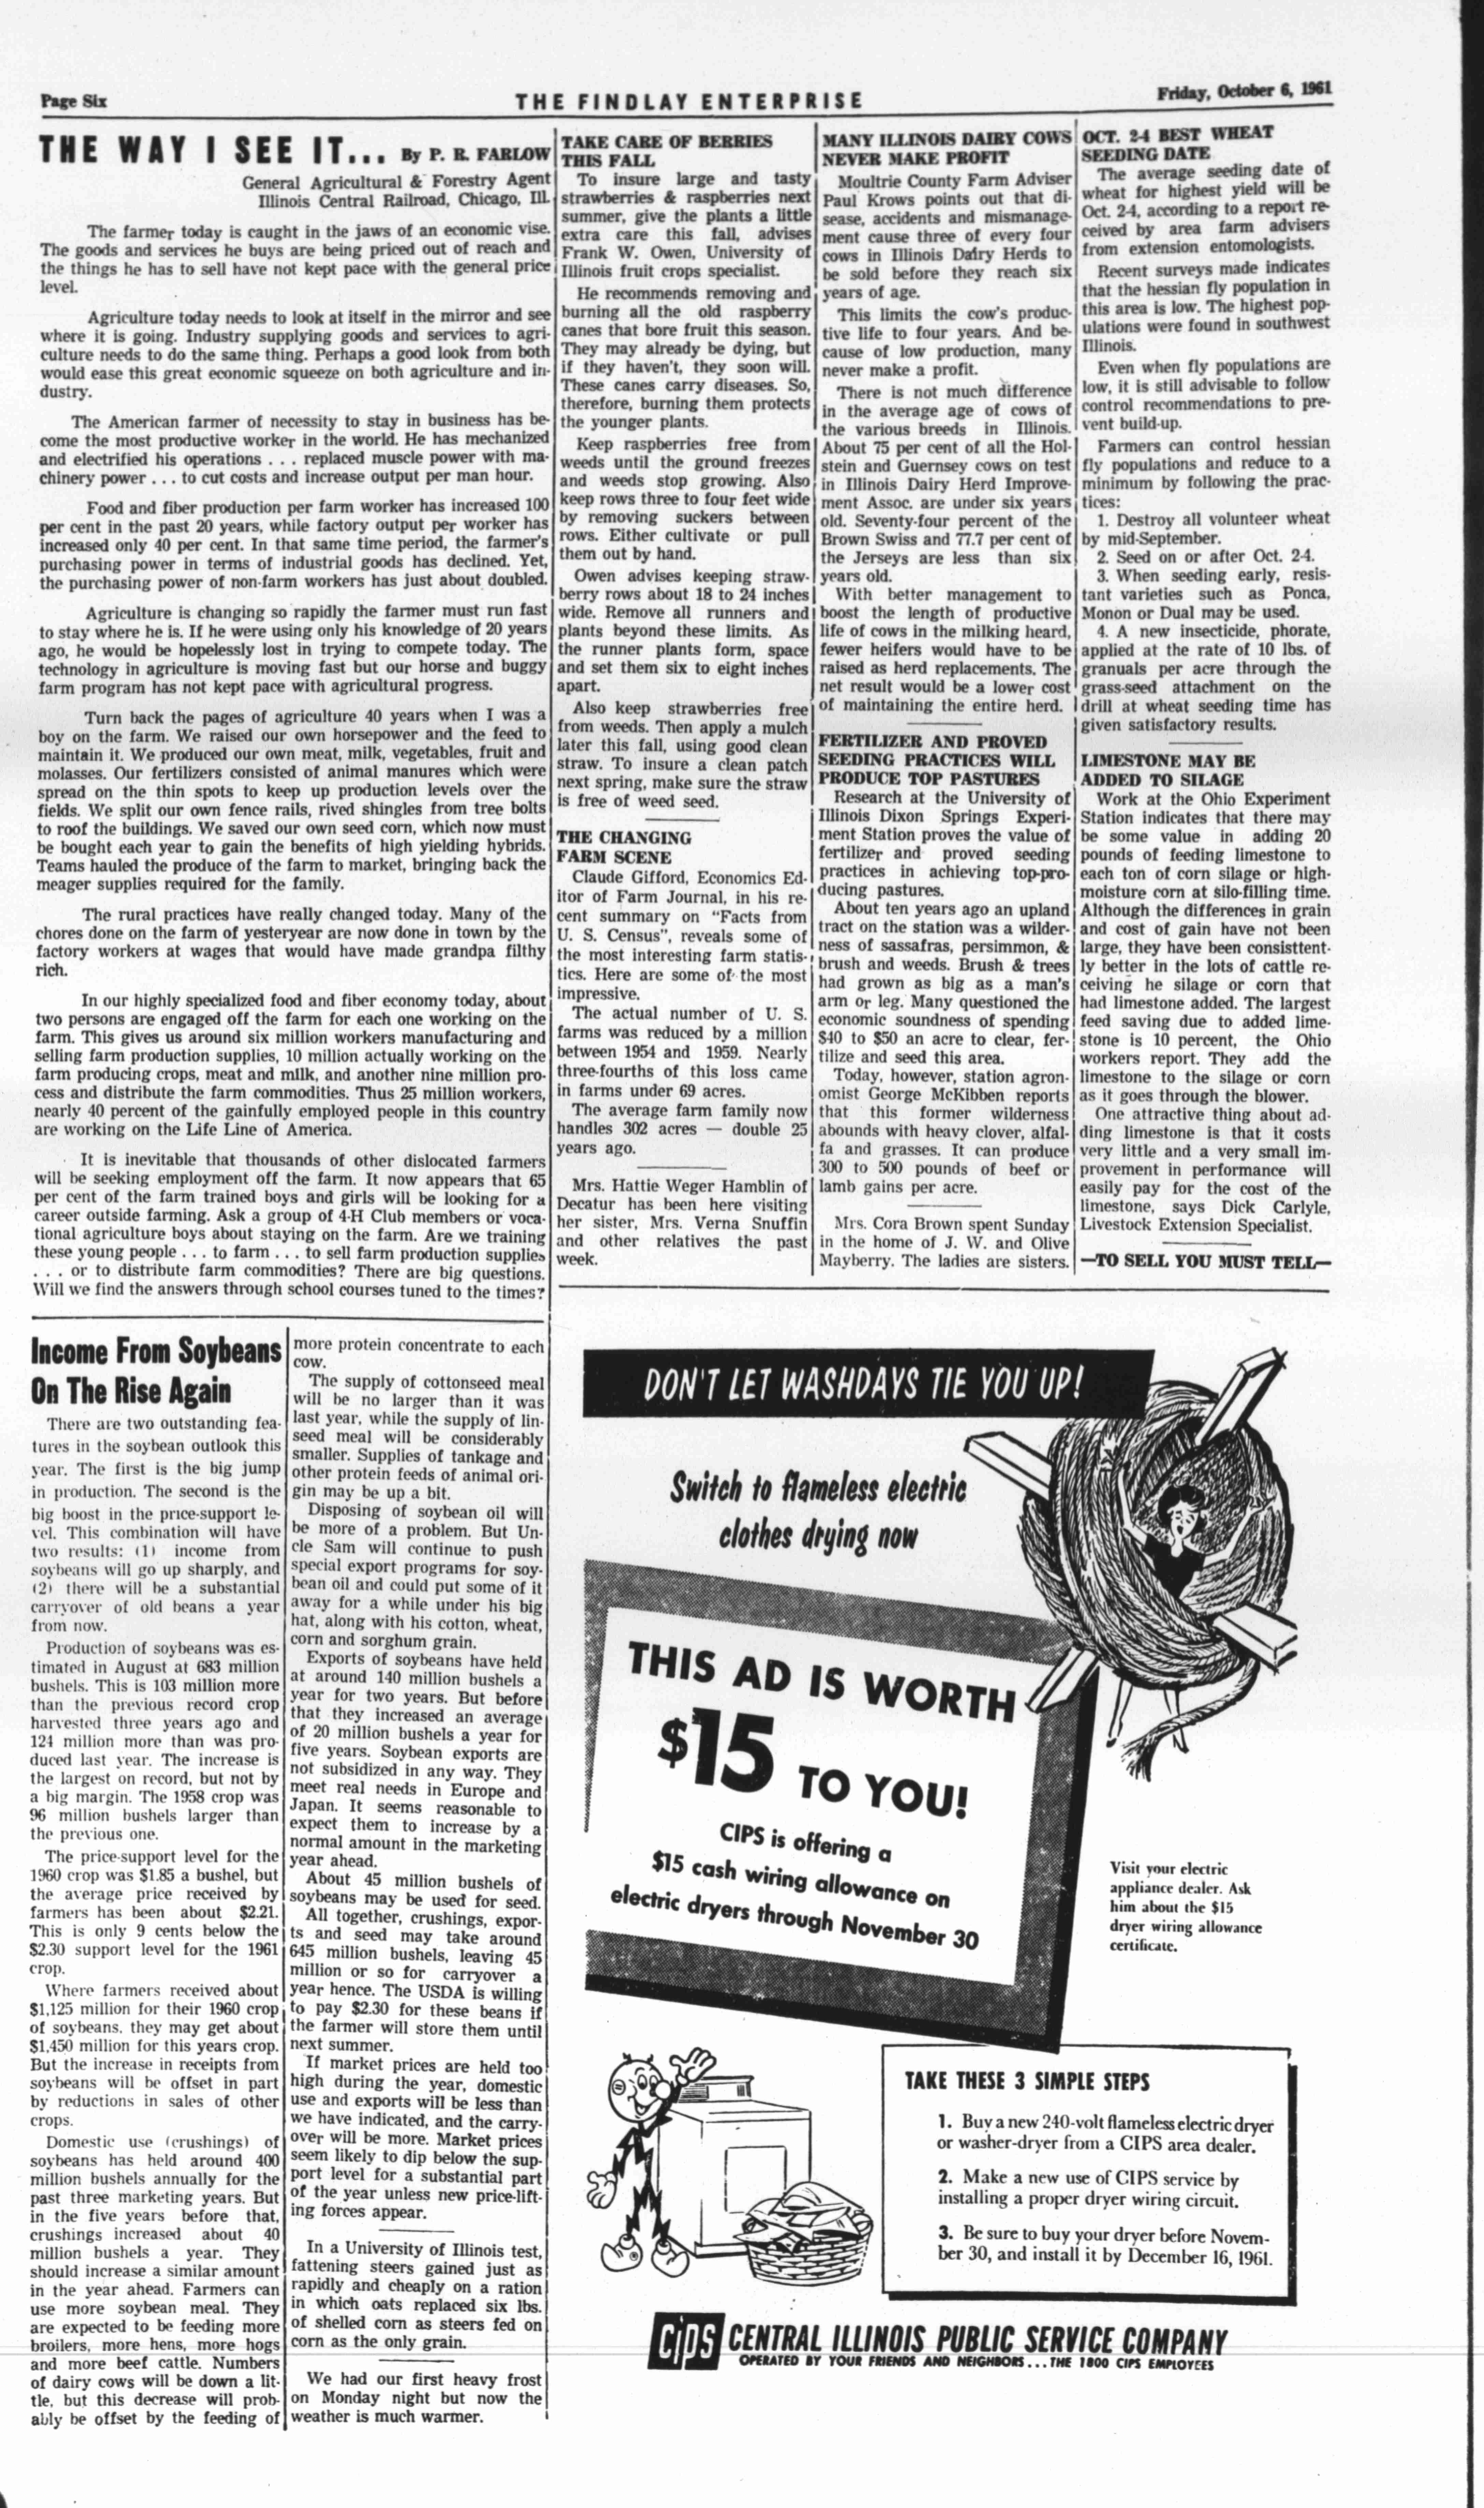 Page Six
THE FINDLAY ENTERPRISE
Friday, October 6, 1961
THE WAY I SEE IT... By P. R. FARLOW
General Agricultural & Forestry Agent
Illinois Central Railroad, Chicago, Ill.
The farmer today is caught in the jaws of an economic vise.
The goods and services he buys are being priced out of reach and
the things he has to sell have not kept pace with the general price
level.
Agriculture today needs to look at itself in the mirror and see
where it is going. Industry supplying goods and services to agri-
culture needs to do the same thing. Perhaps a good look from both
would ease this great economic squeeze on both agriculture and in-
dustry.
The American farmer of necessity to stay in business has be-
come the most productive worker in the world. He has mechanized
and electrified his operations . . . replaced muscle power with ma-
chinery power . . . to cut costs and increase output per man hour.
Food and fiber production per farm worker has increased 100
per cent in the past 20 years, while factory output per worker has
increased only 40 per cent. In that same time period, the farmer's
purchasing power in terms of industrial goods has declined. Yet,
the purchasing power of non-farm workers has just about doubled.
Agriculture is changing so rapidly the farmer must run fast
to stay where he is. If he were using only his knowledge of 20 years
ago, he would be hopelessly lost in trying to compete today. The
technology in agriculture is moving fast but our horse and buggy
farm program has not kept pace with agricultural progress.
Turn back the pages of agriculture 40 years when I was a
boy on the farm. We raised our own horsepower and the feed to
maintain it. We produced our own meat, milk, vegetables, fruit and
molasses. Our fertilizers consisted of animal manures which were
spread on the thin spots to keep up production levels over the
fields. We split our own fence rails, rived shingles from tree bolts
to roof the buildings. We saved our own seed corn, which now must
be bought each year to gain the benefits of high yielding hybrids.
Teams hauled the produce of the farm to market, bringing back the
meager supplies required for the family.
The rural practices have really changed today. Many of the
chores done on the farm of yesteryear are now done in town by the
factory workers at wages that would have made grandpa filthy
rich.
In our highly specialized food and fiber economy today, about
two persons are engaged off the farm for each one working on the
farm. This gives us around six million workers manufacturing and
selling farm production supplies, 10 million actually working on the
farm producing crops, meat and milk, and another nine million pro-
cess and distribute the farm commodities. Thus 25 million workers,
nearly 40 percent of the gainfully employed people in this country
are working on the Life Line of America.
It is inevitable that thousands of other dislocated farmers
will be seeking employment off the farm. It now appears that 65
per cent of the farm trained boys and girls will be looking for a
career outside farming. Ask a group of 4-H Club members or voca-
tional agriculture boys about staying on the farm. Are we training
these young people . . . to farm . . . to sell farm production supplies
. . . or to distribute farm commodities? There are big questions.
Will we find the answers through school courses tuned to the times?
TAKE CARE OF BERRIES
THIS FALL
To insure large and tasty
strawberries & raspberries next
summer, give the plants a little
extra care this fall, advises
Frank W. Owen, University of
Illinois fruit crops specialist.
He recommends removing and
burning all the old raspberry
canes that bore fruit this season.
They may already be dying, but
if they haven't, they soon will.
These canes carry diseases. So,
therefore, burning them protects
the younger plants.
Keep raspberries free from
weeds until the ground freezes
and weeds stop growing. Also
keep rows three to four feet wide
by removing suckers between
rows. Either cultivate or pull
them out by hand.
Owen advises keeping straw-
berry rows about 18 to 24 inches
wide. Remove all runners and
plants beyond these limits. As
the runner plants form, space
and set them six to eight inches
apart.
Also keep strawberries free
from weeds. Then apply a mulch
later this fall, using good clean
straw. To insure a clean patch
next spring, make sure the straw
is free of weed seed.
THE CHANGING
FARM SCENE
Claude Gifford, Economics Ed-
itor of Farm Journal, in his re-
cent summary on "Facts from
U. S. Census", reveals some of
the most interesting farm statis-
tics. Here are some of the most
impressive.
The actual number of U. S.
farms was reduced by a million
between 1954 and 1959. Nearly
three-fourths of this loss came
in farms under 69 acres.
The average farm family now
handles 302 acres — double 25
years ago.
Mrs. Hattie Weger Hamblin of
Decatur has been here visiting
her sister, Mrs. Verna Snuffin
and other relatives the past
week.
MANY ILLINOIS DAIRY COWS
NEVER MAKE PROFIT
Moultrie County Farm Adviser
Paul Krows points out that di-
sease, accidents and mismanage-
ment cause three of every four
cows in Illinois Dairy Herds to
be sold before they reach six
years of age.
This limits the cow's produc-
tive life to four years. And be-
cause of low production, many
never make a profit.
There is not much difference
in the average age of cows of
the various breeds in Illinois.
About 75 per cent of all the Hol-
stein and Guernsey cows on test
in Illinois Dairy Herd Improve-
ment Assoc. are under six years
old. Seventy-four percent of the
Brown Swiss and 77.7 per cent of
the Jerseys are less than six
years old.
With better management to
boost the length of productive
life of cows in the milking heard,
fewer heifers would have to be
raised as herd replacements. The
net result would be a lower cost
of maintaining the entire herd.
FERTILIZER AND PROVED
SEEDING PRACTICES WILL
PRODUCE TOP PASTURES
Research at the University of
Illinois Dixon Springs Experi-
ment Station proves the value of
fertilizer and proved seeding
practices in achieving top-pro-
ducing pastures.
About ten years ago an upland
tract on the station was a wilder-
ness of sassafras, persimmon, &
brush and weeds. Brush & trees
had grown as big as a man's
arm or leg. Many questioned the
economic soundness of spending
$40 to $50 an acre to clear, fer-
tilize and seed this area.
Today, however, station agron-
omist George McKibben reports
that this former wilderness
abounds with heavy clover, alfal-
fa and grasses. It can produce
300 to 500 pounds of beef or
lamb gains per acre.
Mrs. Cora Brown spent Sunday
in the home of J. W. and Olive
Mayberry. The ladies are sisters.
OCT. 2-4 BEST WHEAT
SEEDING DATE
The average seeding date of
wheat for highest yield will be
Oct. 2-4, according to a report re-
ceived by area farm advisers
from extension entomologists.
Recent surveys made indicates
that the hessian fly population in
this area is low. The highest pop-
ulations were found in southwest
Illinois.
Even when fly populations are
low, it is still advisable to follow
control recommendations to pre-
vent build-up.
Farmers can control hessian
fly populations and reduce to a
minimum by following the prac-
tices:
1. Destroy all volunteer wheat
by mid-September.
2. Seed on or after Oct. 2-4.
3. When seeding early, resis-
tant varieties such as Ponca,
Monon or Dual may be used.
4. A new insecticide, phorate,
applied at the rate of 10 lbs. of
granuals per acre through the
grass-seed attachment on the
drill at wheat seeding time has
given satisfactory results.
LIMESTONE MAY BE
ADDED TO SILAGE
Work at the Ohio Experiment
Station indicates that there may
be some value in adding 20
pounds of feeding limestone to
each ton of corn silage or high-
moisture corn at silo-filling time.
Although the differences in grain
and cost of gain have not been
large, they have been consisttent-
ly better in the lots of cattle re-
ceiving he silage or corn that
had limestone added. The largest
feed saving due to added lime-
stone is 10 percent, the Ohio
workers report. They add the
limestone to the silage or corn
as it goes through the blower.
One attractive thing about ad-
ding limestone is that it costs
very little and a very small im-
provement in performance will
easily pay for the cost of the
limestone, says Dick Carlyle,
Livestock Extension Specialist.
—TO SELL YOU MUST TELL—
Income From Soybeans
On The Rise Again
There are two outstanding fea-
tures in the soybean outlook this
year. The first is the big jump
in production. The second is the
big boost in the price-support le-
vel. This combination will have
two results: (1) income from
soybeans will go up sharply, and
(2) there will be a substantial
carryover of old beans a year
from now.
Production of soybeans was es-
timated in August at 683 million
bushels. This is 103 million more
than the previous record crop
harvested three years ago and
124 million more than was pro-
duced last year. The increase is
the largest on record, but not by
a big margin. The 1958 crop was
96 million bushels larger than
the previous one.
The price-support level for the
1960 crop was $1.85 a bushel, but
the average price received by
farmers has been about $2.21.
This is only 9 cents below the
$2.30 support level for the 1961
crop.
Where farmers received about
$1,125 million for their 1960 crop
of soybeans, they may get about
$1,450 million for this years crop.
But the increase in receipts from
soybeans will be offset in part
by reductions in sales of other
crops.
Domestic use (crushings) of
soybeans has held around 400
million bushels annually for the
past three marketing years. But
in the five years before that,
crushings increased about 40
million bushels a year. They
should increase a similar amount
in the year ahead. Farmers can
use more soybean meal. They
are expected to be feeding more
broilers, more hens, more hogs
and more beef cattle. Numbers
of dairy cows will be down a lit-
tle, but this decrease will prob-
ably be offset by the feeding of
more protein concentrate to each
cow.
The supply of cottonseed meal
will be no larger than it was
last year, while the supply of lin-
seed meal will be considerably
smaller. Supplies of tankage and
other protein feeds of animal ori-
gin may be up a bit.
Disposing of soybean oil will
be more of a problem. But Un-
cle Sam will continue to push
special export programs for soy-
bean oil and could put some of it
away for a while under his big
hat, along with his cotton, wheat,
corn and sorghum grain.
Exports of soybeans have held
at around 140 million bushels a
year for two years. But before
that they increased an average
of 20 million bushels a year for
five years. Soybean exports are
not subsidized in any way. They
meet real needs in Europe and
Japan. It seems reasonable to
expect them to increase by a
normal amount in the marketing
year ahead.
About 45 million bushels of
soybeans may be used for seed.
All together, crushings, expor-
ts and seed may take around
645 million bushels, leaving 45
million or so for carryover a
year hence. The USDA is willing
to pay $2.30 for these beans if
the farmer will store them until
next summer.
If market prices are held too
high during the year, domestic
use and exports will be less than
we have indicated, and the carry-
over will be more. Market prices
seem likely to dip below the sup-
port level for a substantial part
of the year unless new price-lift-
ing forces appear.
In a University of Illinois test,
fattening steers gained just as
rapidly and cheaply on a ration
in which oats replaced six lbs.
of shelled corn as steers fed on
corn as the only grain.
We had our first heavy frost
on Monday night but now the
weather is much warmer.
DON'T LET WASHDAYS TIE YOU UP!
Switch to flameless electric
clothes drying now
THIS AD IS WORTH
$15 TO YOU!
CIPS is offering a
$15 cash wiring allowance on
electric dryers through November 30
Visit your electric
appliance dealer. Ask
him about the $15
dryer wiring allowance
certificate.
TAKE THESE 3 SIMPLE STEPS
1. Buy a new 240-volt flameless electric dryer
or washer-dryer from a CIPS area dealer.
2. Make a new use of CIPS service by
installing a proper dryer wiring circuit.
3. Be sure to buy your dryer before Novem-
ber 30, and install it by December 16, 1961.
CIPS CENTRAL ILLINOIS PUBLIC SERVICE COMPANY
OPERATED BY YOUR FRIENDS AND NEIGHBORS...THE 1800 CIPS EMPLOYEES